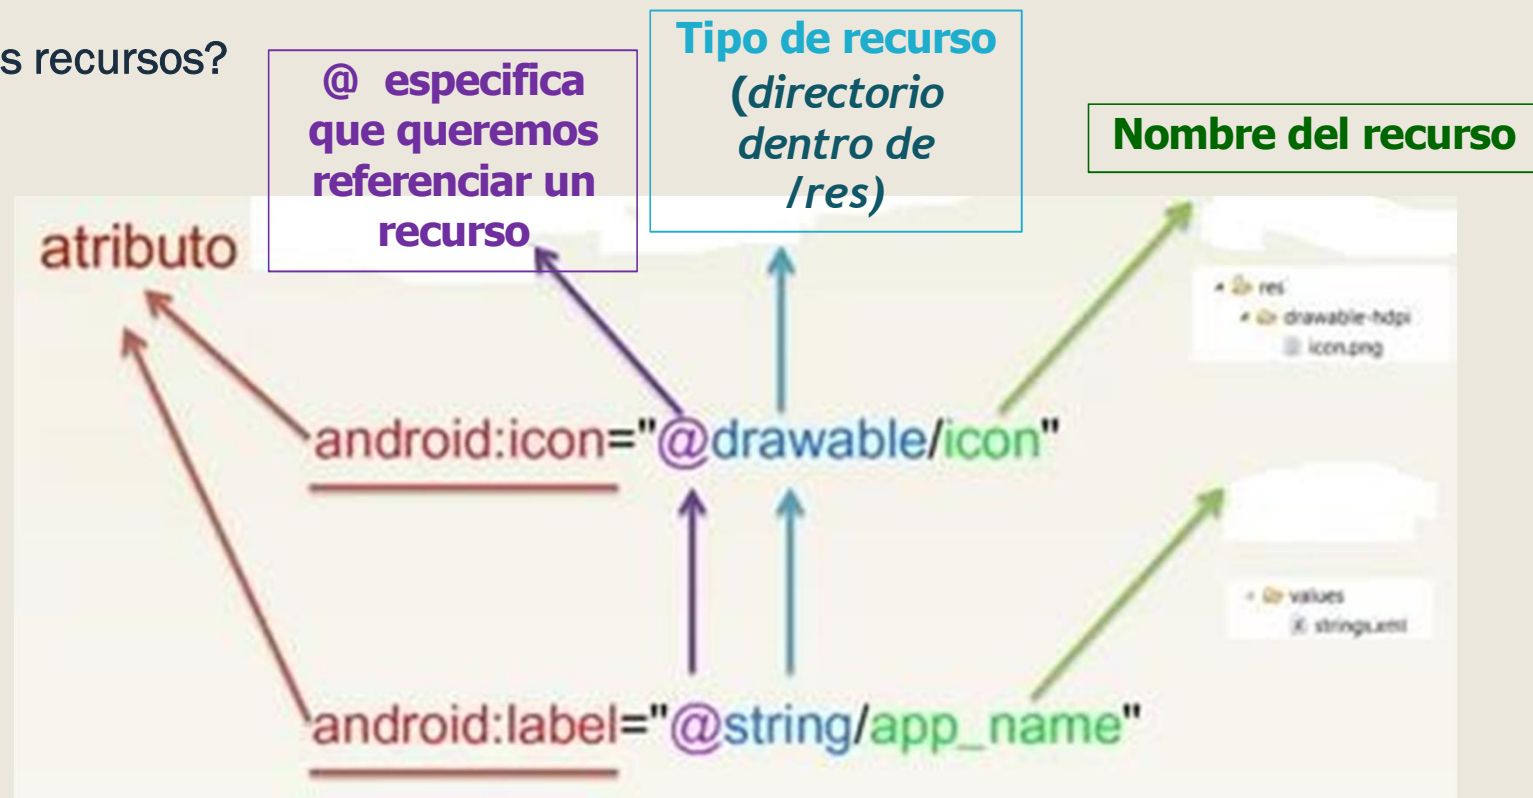 s recursos?
@ especifica
que queremos
referenciar un
recurso
Tipo de recurso
(directorio
dentro de
/res)
Nombre del recurso
atributo
res
drawable-hdpi
icon.png
android:icon="@drawable/icon"
values
strings.xml
android:label="@string/app_name"